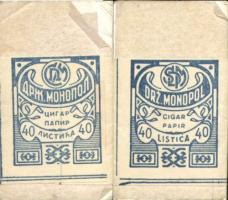 ДРЖ. МОНОПОЛ
ЦИГАР
ПАПИР
40 ЛИСТИЋА 40
DRŽ. MONOPOL
CIGAR
PAPIR
40 LISTIĆA 40